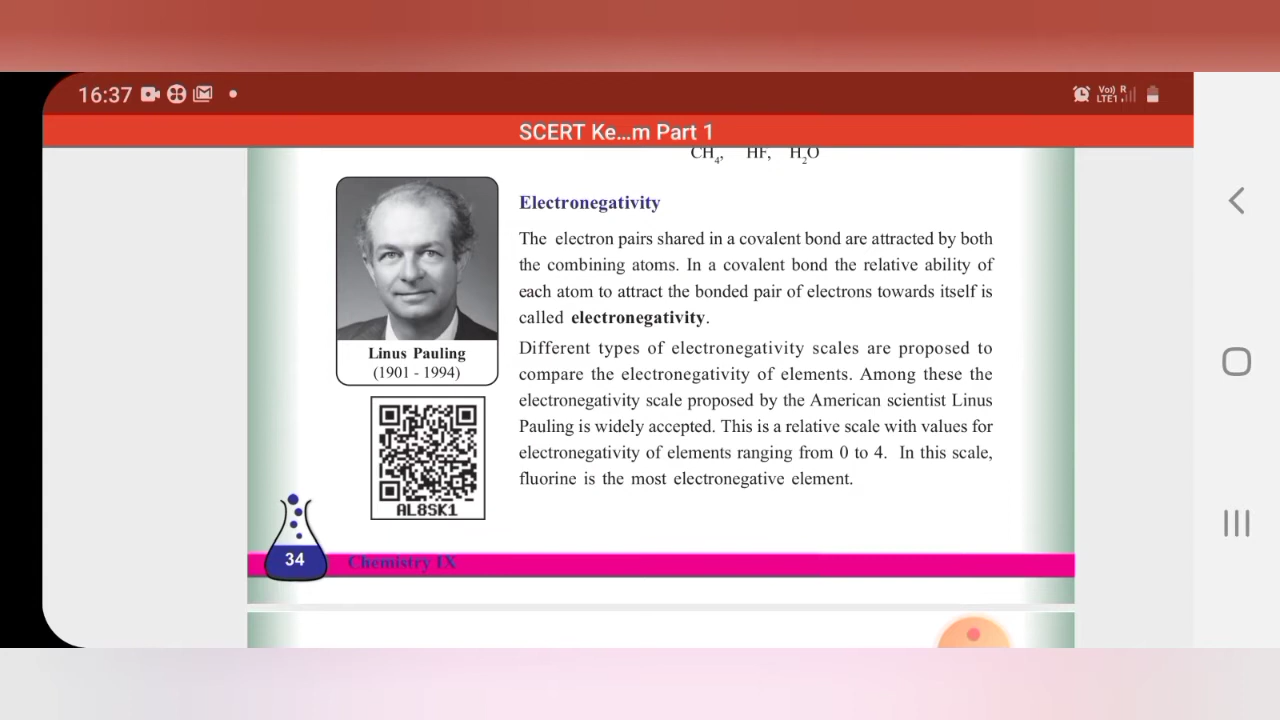 16:37
Vo) R
LTE1
SCERT Ke...m Part 1
CH4, HF, H2O
Linus Pauling
(1901 - 1994)
AL8SK1
Electronegativity
The electron pairs shared in a covalent bond are attracted by both
the combining atoms. In a covalent bond the relative ability of
each atom to attract the bonded pair of electrons towards itself is
called electronegativity.
Different types of electronegativity scales are proposed to
compare the electronegativity of elements. Among these the
electronegativity scale proposed by the American scientist Linus
Pauling is widely accepted. This is a relative scale with values for
electronegativity of elements ranging from 0 to 4. In this scale,
fluorine is the most electronegative element.
34
Chemistry IX